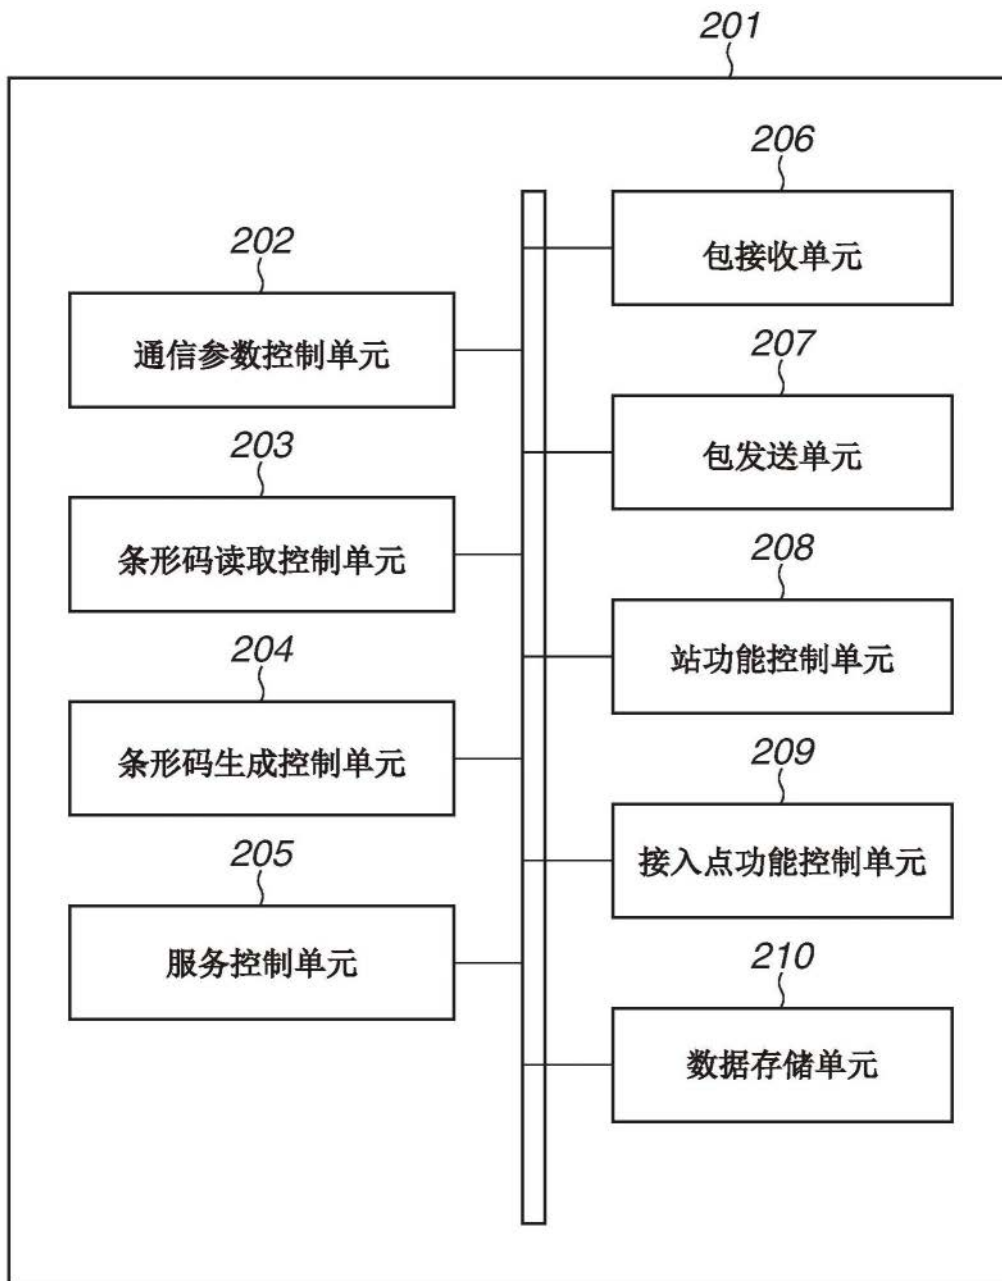 201
202
通信参数控制单元
203
条形码读取控制单元
204
条形码生成控制单元
205
服务控制单元
206
包接收单元
207
包发送单元
208
站功能控制单元
209
接入点功能控制单元
210
数据存储单元